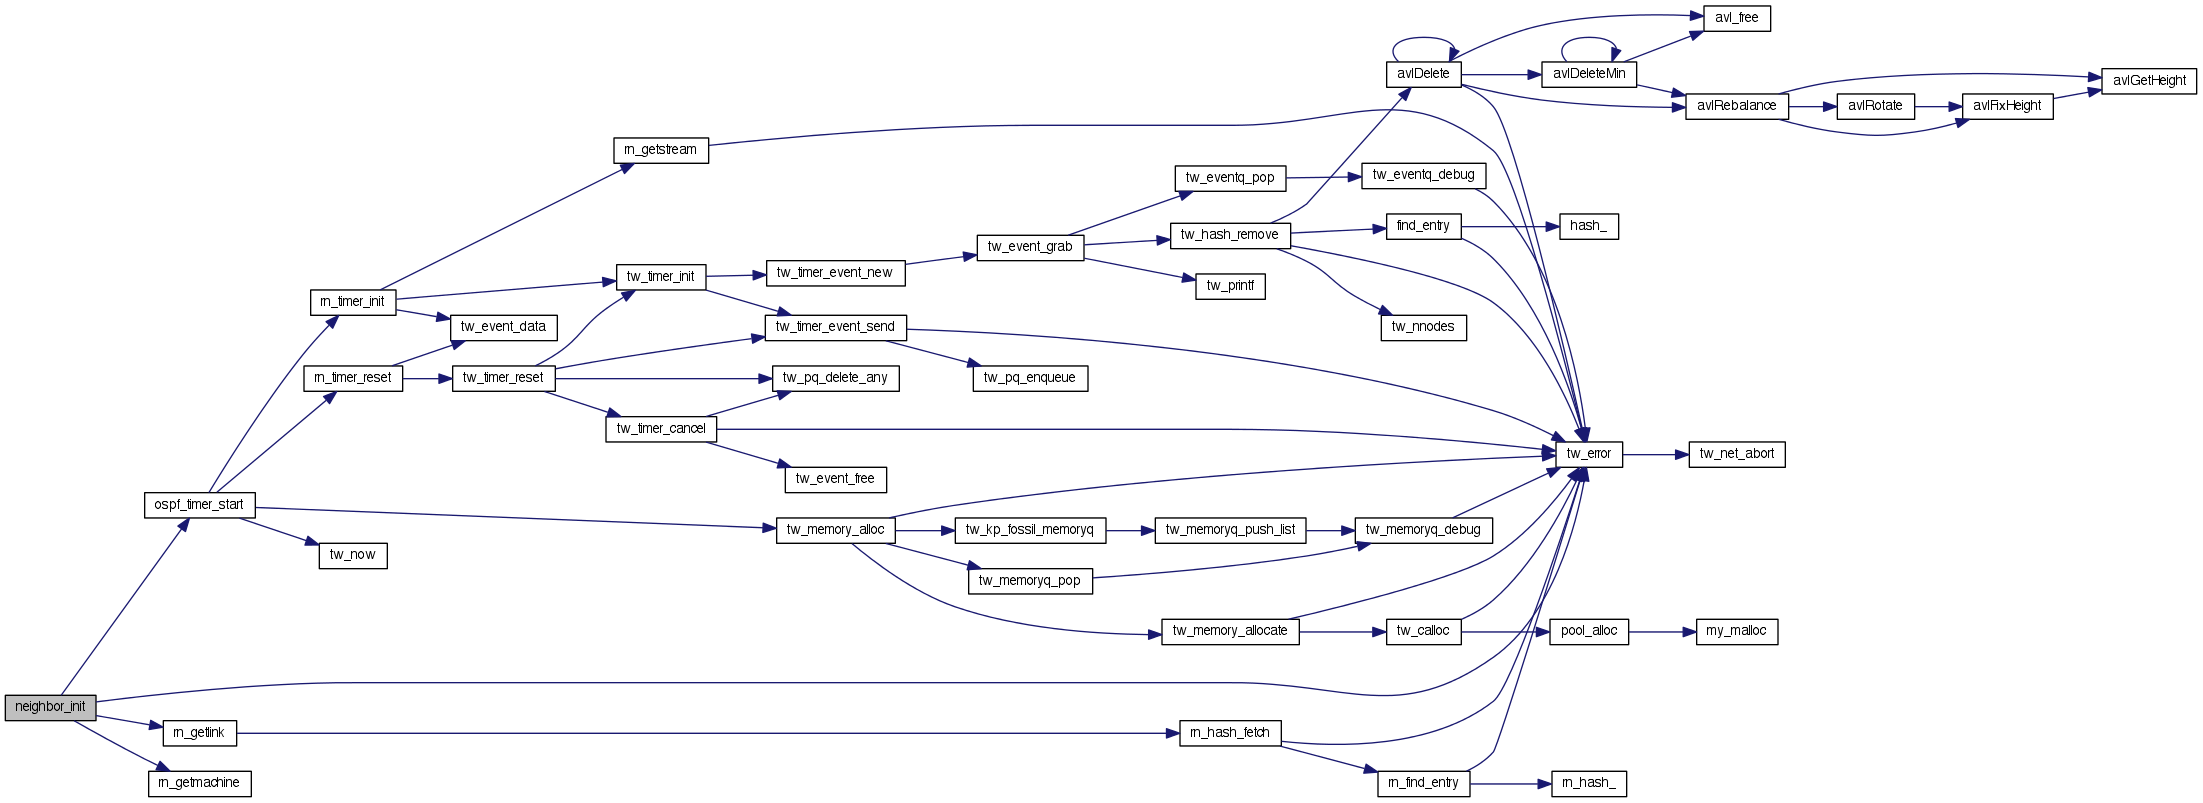 avl_free
avlDelete
avlDeleteMin
avlGetHeight
avlRebalance
avlRotate
avlFixHeight
rn_getstream
tw_eventq_pop
tw_eventq_debug
tw_hash_remove
find_entry
hash_
tw_event_grab
tw_timer_init
tw_timer_event_new
tw_printf
rn_timer_init
tw_event_data
tw_timer_event_send
tw_nnodes
rn_timer_reset
tw_timer_reset
tw_pq_delete_any
tw_pq_enqueue
tw_timer_cancel
tw_error
tw_net_abort
tw_event_free
ospf_timer_start
tw_memory_alloc
tw_kp_fossil_memoryq
tw_memoryq_push_list
tw_memoryq_debug
tw_now
tw_memoryq_pop
tw_memory_allocate
tw_calloc
pool_alloc
my_malloc
neighbor_init
rn_getlink
rn_hash_fetch
rn_getmachine
rn_find_entry
rn_hash_